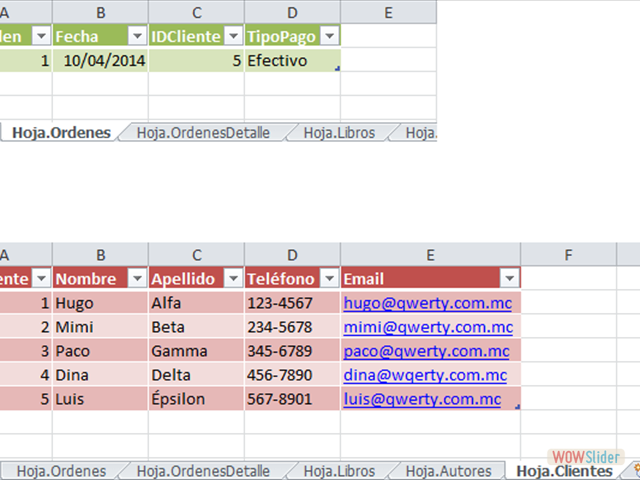 A B C D E
den Fecha IDCliente TipoPago
1 10/04/2014 5 Efectivo
Hoja.Ordenes Hoja.OrdenesDetalle Hoja.Libros Hoja.
A B C D E F
ente Nombre Apellido Teléfono Email
1 Hugo Alfa 123-4567 hugo@qwerty.com.mc
2 Mimi Beta 234-5678 mimi@qwerty.com.mc
3 Paco Gamma 345-6789 paco@qwerty.com.mc
4 Dina Delta 456-7890 dina@wqerty.com.mc
5 Luis Épsilon 567-8901 luis@qwerty.com.mc
WOWSlider
Hoja.Ordenes Hoja.OrdenesDetalle Hoja.Libros Hoja.Autores Hoja.Clientes